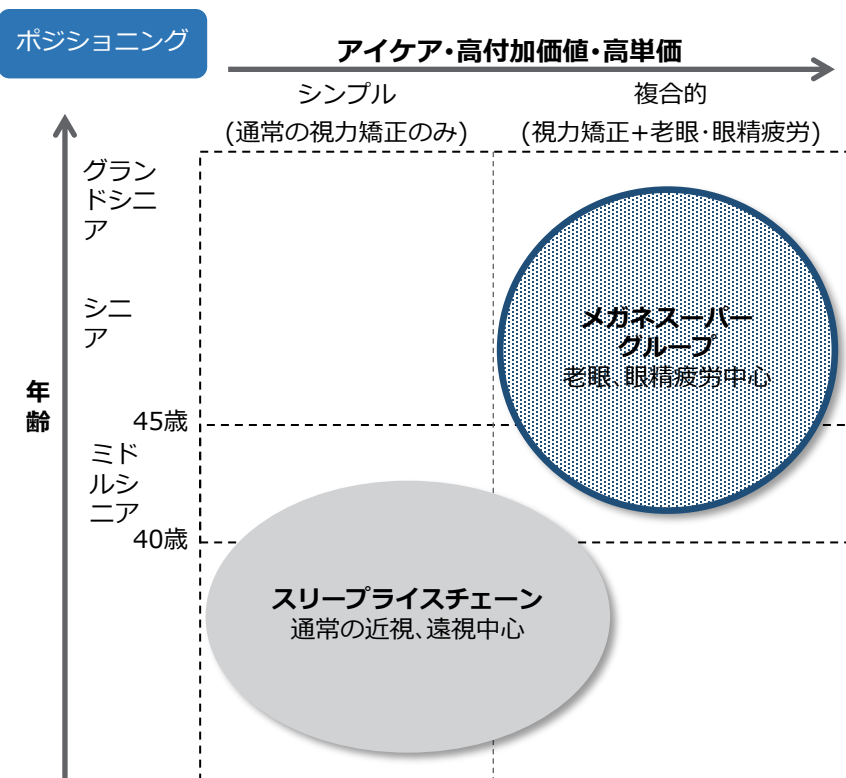 ポジショニング
アイケア・高付加価値・高単価
シンプル
(通常の視力矯正のみ)
複合的
(視力矯正+老眼・眼精疲労)
グラン
ドシニ
ア
シニ
ア
年
齢
45歳
ミド
ルシ
ニア
40歳
メガネスーパー
グループ
老眼、眼精疲労中心
スリープライスチェーン
通常の近視、遠視中心